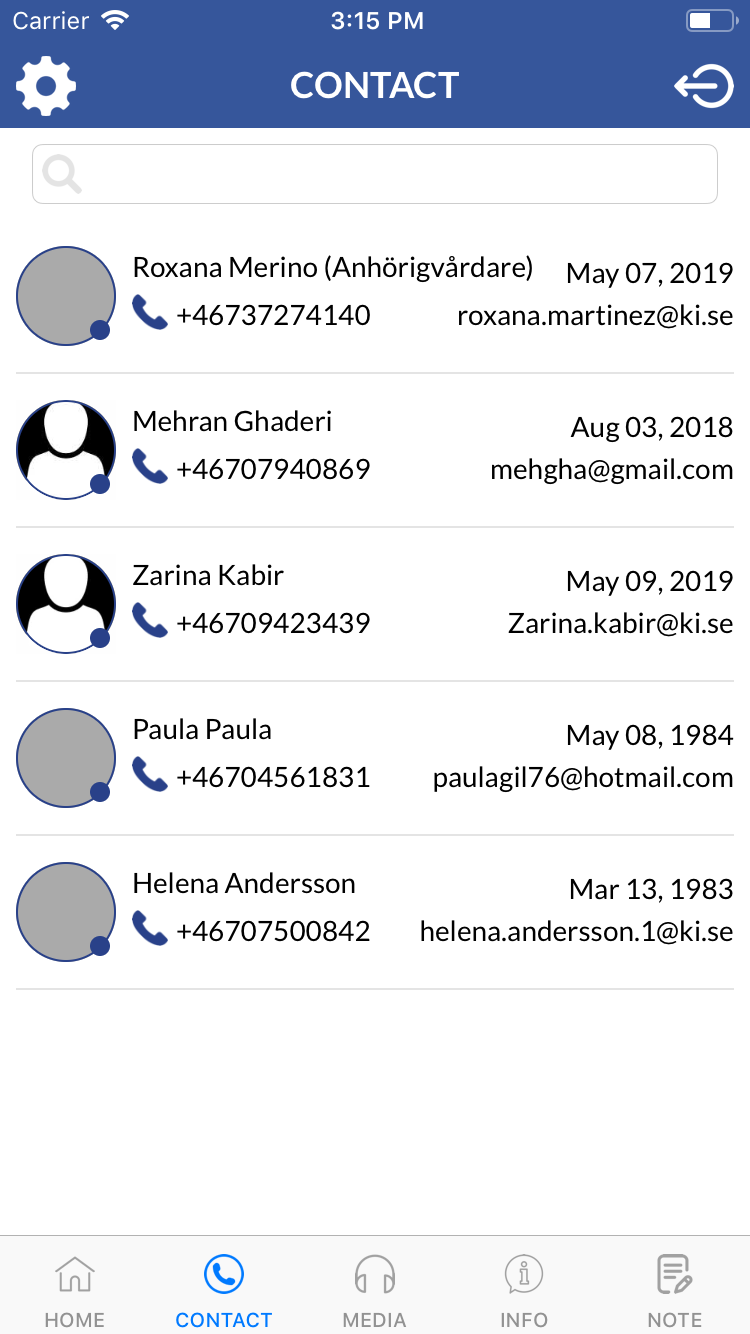 Carrier 3:15 PM
CONTACT
Roxana Merino (Anhörigvårdare) May 07, 2019
+46737274140 roxana.martinez@ki.se
Mehran Ghaderi Aug 03, 2018
+46707940869 mehgha@gmail.com
Zarina Kabir May 09, 2019
+46709423439 Zarina.kabir@ki.se
Paula Paula May 08, 1984
+46704561831 paulagil76@hotmail.com
Helena Andersson Mar 13, 1983
+46707500842 helena.andersson.1@ki.se
HOME CONTACT MEDIA INFO NOTE